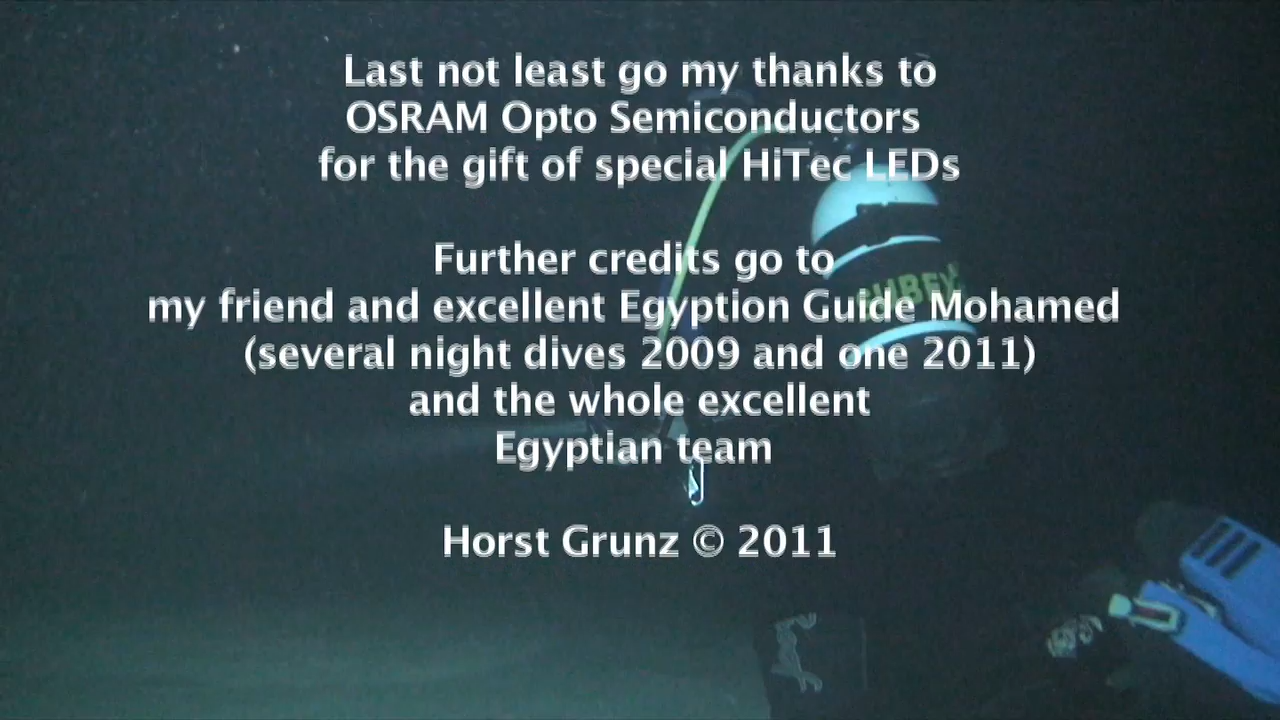 Last not least go my thanks to
OSRAM Opto Semiconductors
for the gift of special HiTec LEDs
Further credits go to
my friend and excellent Egyption Guide Mohamed
(several night dives 2009 and one 2011)
and the whole excellent
Egyptian team
Horst Grunz © 2011